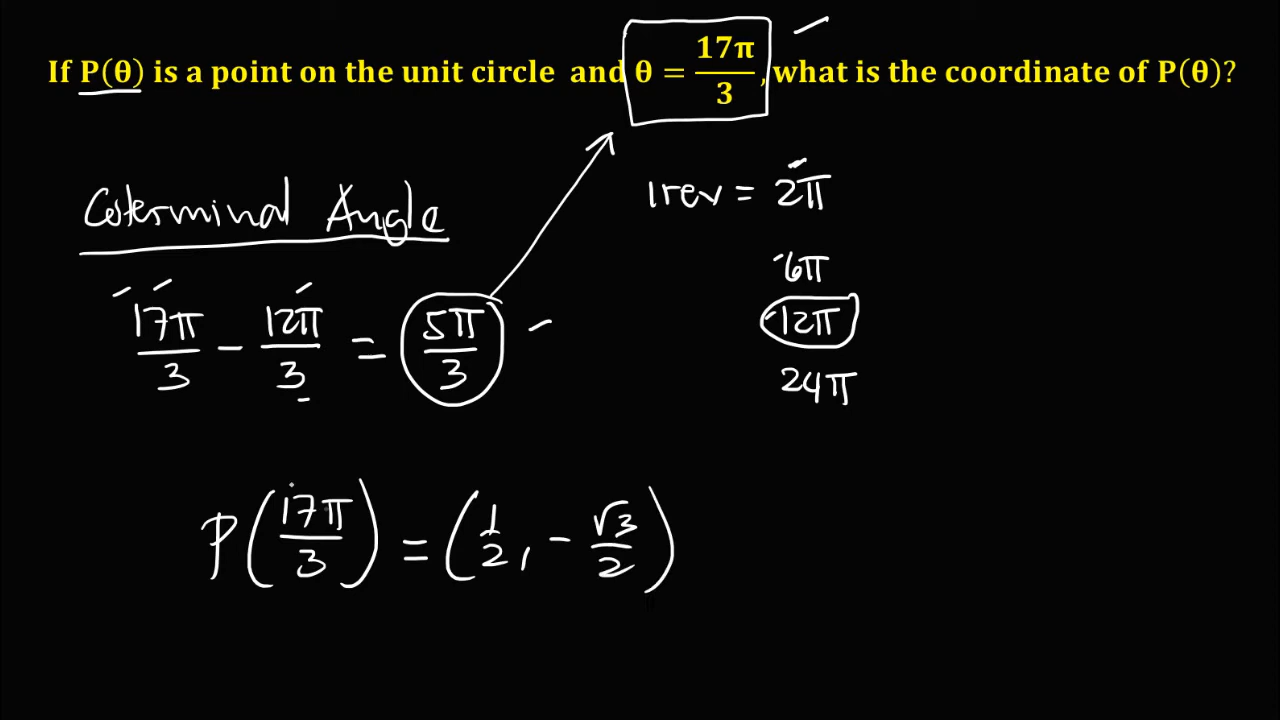 If P(θ) is a point on the unit circle and θ = 17π/3, what is the coordinate of P(θ)?
Coterminal Angle
1rev = 2π
6π
17π/3 - 12π/3 = 5π/3
12π
24π
P(17π/3) = (1/2, -√3/2)